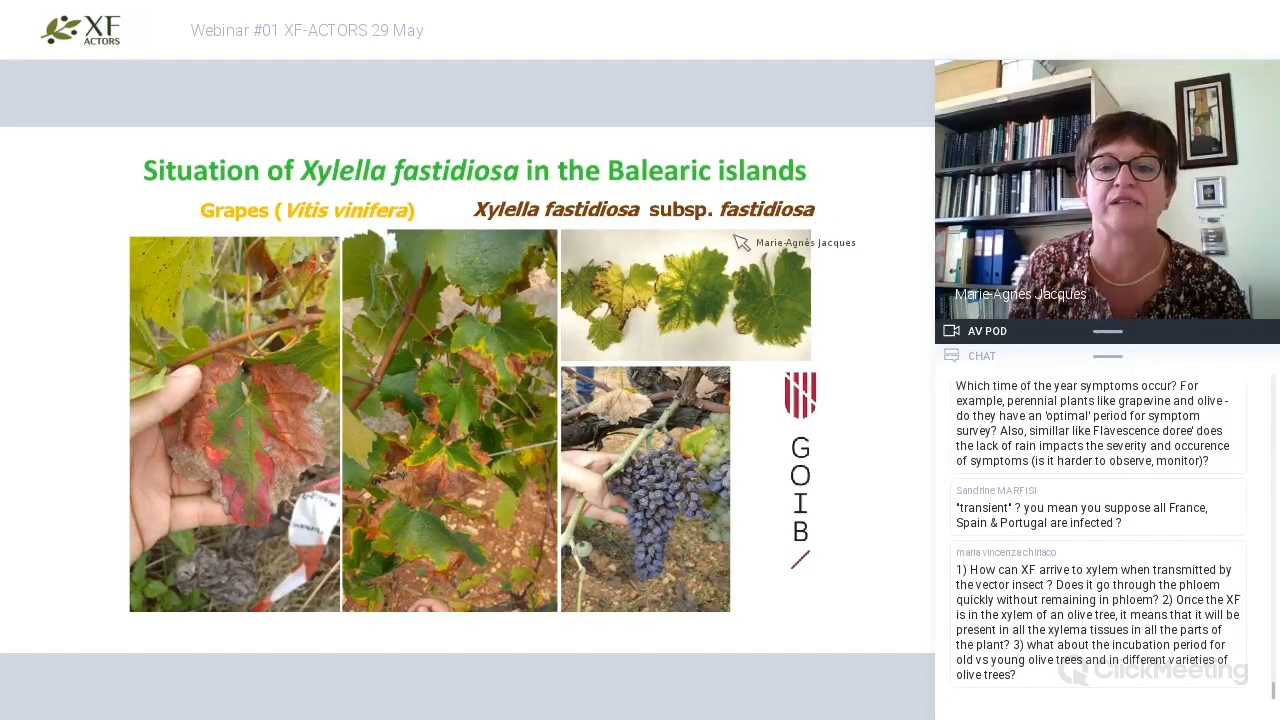 XF
ACTORS
Webinar #01 XF-ACTORS 29 May
Situation of Xylella fastidiosa in the Balearic islands
Grapes (Vitis vinifera)
Xylella fastidiosa subsp. fastidiosa
Marie-Agnès Jacques
G
O
I
B
Marie-Agnès Jacques
AV POD
CHAT
Which time of the year symptoms occur? For
example, perennial plants like grapevine and olive -
do they have an 'optimal' period for symptom
survey? Also, simillar like Flavescence doree' does
the lack of rain impacts the severity and occurence
of symptoms (is it harder to observe, monitor)?
Sandrine MARFISI
"transient" ? you mean you suppose all France,
Spain & Portugal are infected ?
maria vincenza chiriaco
1) How can XF arrive to xylem when transmitted by
the vector insect ? Does it go through the phloem
quickly without remaining in phloem? 2) Once the XF
is in the xylem of an olive tree, it means that it will be
present in all the xylema tissues in all the parts of
the plant? 3) what about the incubation period for
old vs young olive trees and in different varieties of
olive trees?
ClickMeeting